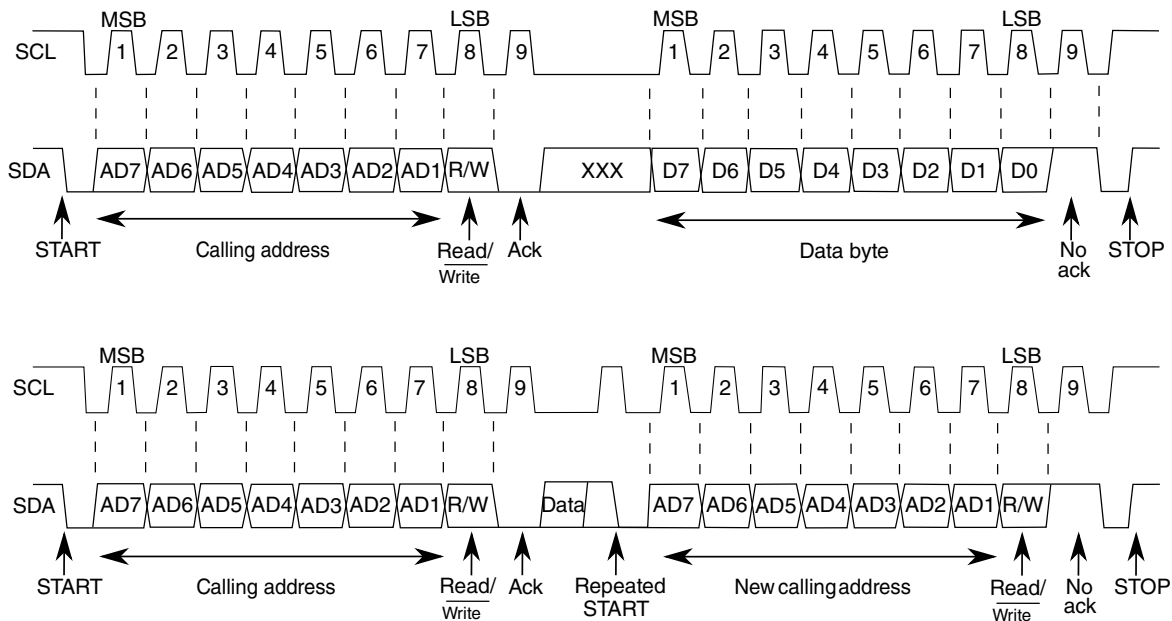 MSB LSB MSB LSB
SCL 1 2 3 4 5 6 7 8 9 1 2 3 4 5 6 7 8 9
SDA AD7 AD6 AD5 AD4 AD3 AD2 AD1 R/W XXX D7 D6 D5 D4 D3 D2 D1 D0
START Calling address Read/ Ack Data byte No STOP
Write ack
MSB LSB MSB LSB
SCL 1 2 3 4 5 6 7 8 9 1 2 3 4 5 6 7 8 9
SDA AD7 AD6 AD5 AD4 AD3 AD2 AD1 R/W Data AD7 AD6 AD5 AD4 AD3 AD2 AD1 R/W
START Calling address Read/ Ack Repeated New calling address Read/ No STOP
Write START Write ack